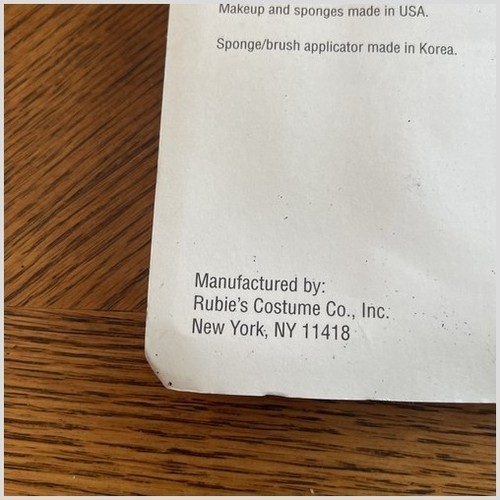 Makeup and sponges made in USA.
Sponge/brush applicator made in Korea.
Manufactured by:
Rubie's Costume Co., Inc.
New York, NY 11418